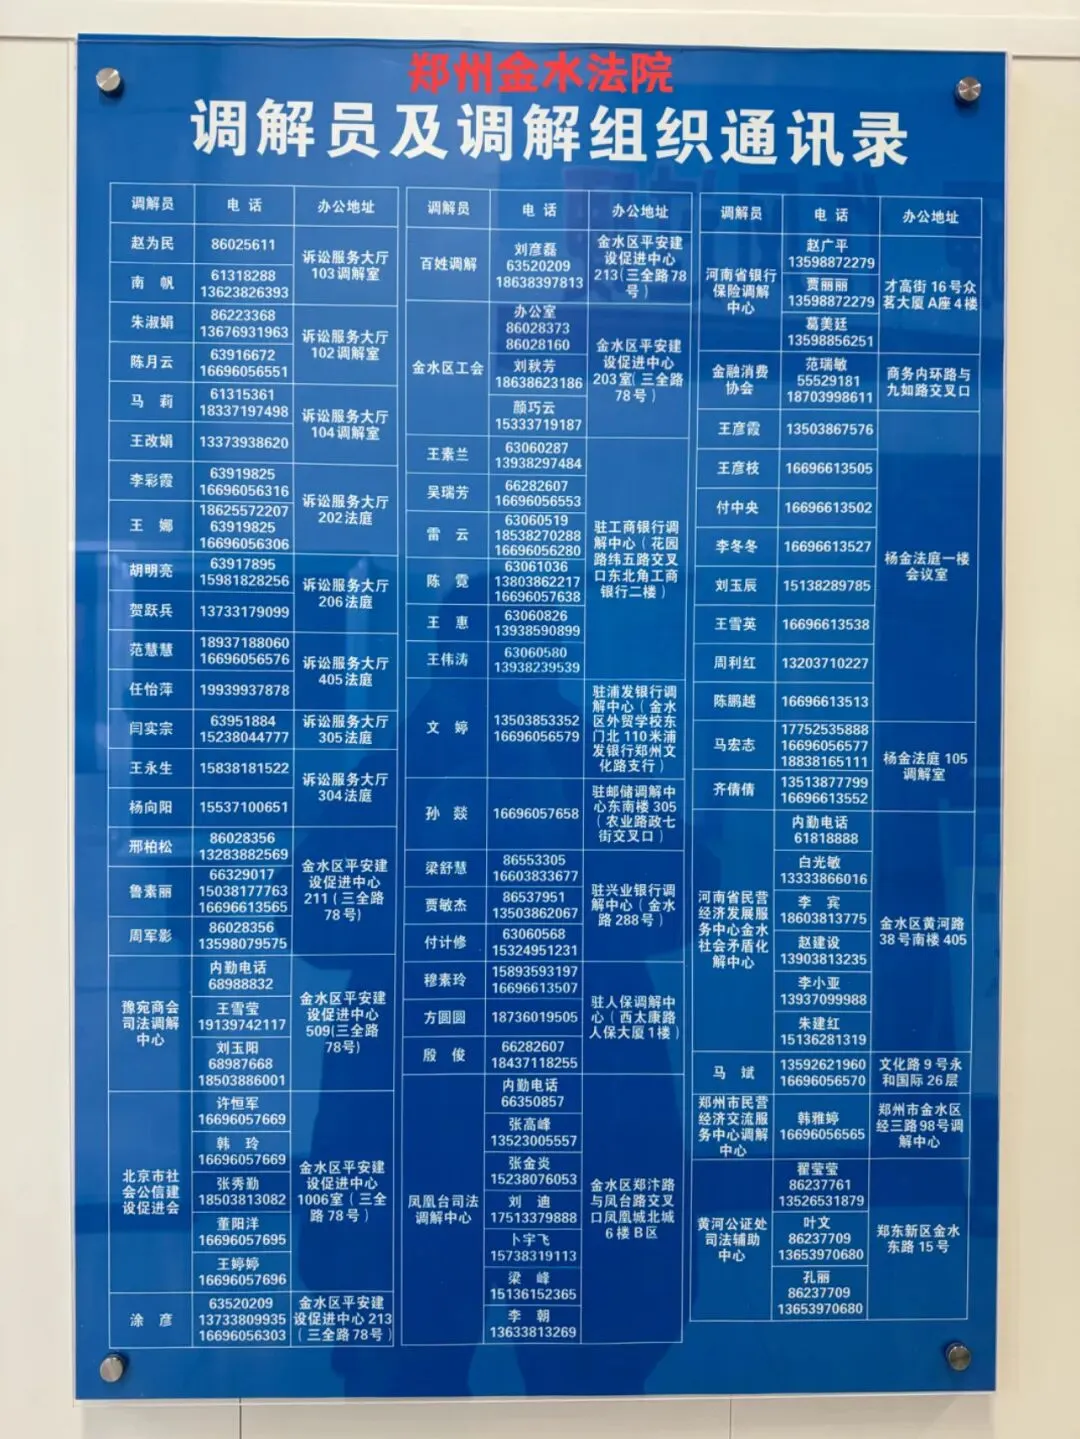 郑州金水法院
调解员及调解组织通讯录
调解员 电 话 办公地址
赵为民 86025611
诉讼服务大厅
103调解室
南 帆 61318288
13623826393
朱淑娟 86223368
13676931963
诉讼服务大厅
102调解室
陈月云 63916672
16696056551
马 莉 61315361
18337197498
诉讼服务大厅
104调解室
王改娟 13373938620
李彩霞 63919825
16696056316
诉讼服务大厅
202法庭
王 娜 18625572207
63919825
16696056306
胡明亮 63917895
15981828256
诉讼服务大厅
206法庭
贺跃兵 13733179099
范慧慧 18937188060
16696056576
诉讼服务大厅
405法庭
任怡萍 19939937878
闫实宗 63951884
15238044777
诉讼服务大厅
305法庭
王永生 15838181522
诉讼服务大厅
304法庭
杨向阳 15537100651
邢柏松 86028356
13283882569
金水区平安建
设促进中心
211（三全路
78号)
鲁素丽 66329017
15038177763
16696613565
周军影 86028356
13598079575
豫宛商会
司法调解
中心
内勤电话
68988832
王雪莹
19139742117
刘玉阳
68987668
18503886001
金水区平安建
设促进中心
509(三全路
78号)
北京市社
会公信建
设促进会
许恒军
16696057669
韩 玲
16696057669
张秀勤
18503813082
董阳洋
16696057695
王婷婷
16696057696
金水区平安建
设促进中心
1006室（三全
路78号）
涂 彦 63520209
13733809935
16696056303
金水区平安建
设促进中心213
（三全路78号）
调解员 电 话 办公地址
百姓调解 刘彦磊
63520209
18638397813
金水区平安建
设促进中心
213(三全路78
号）
金水区工会
办公室
86028373
86028160
刘秋芳
18638623186
颜巧云
15333719187
金水区平安建
设促进中心
203室(三全路
78号）
王素兰 63060287
13938297484
吴瑞芳 66282607
16696056553
雷 云 63060519
18538270288
16696056280
陈 霓 63061036
13803862217
16696057638
王 惠 63060826
13938590899
王伟涛 63060580
13938239539
驻工商银行调
解中心（花园
路纬五路交叉
口东北角工商
银行二楼）
文 婷 13503853352
16696056579
驻浦发银行调
解中心（金水
区外贸学校东
门北110米浦
发银行郑州文
化路支行）
孙 燚 16696057658
驻邮储调解中
心东南楼305
（农业路政七
街交叉口）
梁舒慧 86553305
16603833677
贾敏杰 86537951
13503862067
付计修 63060568
15324951231
驻兴业银行调
解中心（金水
路288号）
穆素玲 15893593197
16696613507
方圆圆 18736019505
殷 俊 66282607
18437118255
驻人保调解中
心（西太康路
人保大厦1楼）
凤凰台司法
调解中心
内勤电话
66350857
张高峰
13523005557
张金炎
15238076053
刘 迪
17513379888
卜宇飞
15738319113
梁 峰
15136152365
李 朝
13633813269
金水区郑汴路
与凤台路交叉
口凤凰城北城
6楼B区
调解员 电 话 办公地址
河南省银行
保险调解
中心
赵广平
13598872279
贾丽丽
13598872279
葛美廷
13598856251
才高街16号众
茗大厦A座4楼
金融消费
协会
范瑞敏
55529181
18703998611
商务内环路与
九如路交叉口
王彦霞 13503867576
王彦枝 16696613505
付中央 16696613502
李冬冬 16696613527
刘玉辰 15138289785
王雪英 16696613538
周利红 13203710227
陈鹏越 16696613513
杨金法庭一楼
会议室
马宏志 17752535888
16696056577
18838165111
齐倩倩 13513877799
16696613552
杨金法庭105
调解室
河南省民营
经济发展服
务中心金水
社会矛盾化
解中心
内勤电话
61818888
白光敏
13333866016
李 宾
18603813775
赵建设
13903813235
李小亚
13937099988
朱建红
15136281319
金水区黄河路
38号南楼405
马 斌 13592621960
16696056570
文化路9号永
和国际26层
郑州市民营
经济交流服
务中心调解
中心
韩雅婷
16696056565
郑州市金水区
经三路98号调
解中心
黄河公证处
司法辅助
中心
翟莹莹
86237761
13526531879
叶文
86237709
13653970680
孔丽
86237709
13653970680
郑东新区金水
东路15号